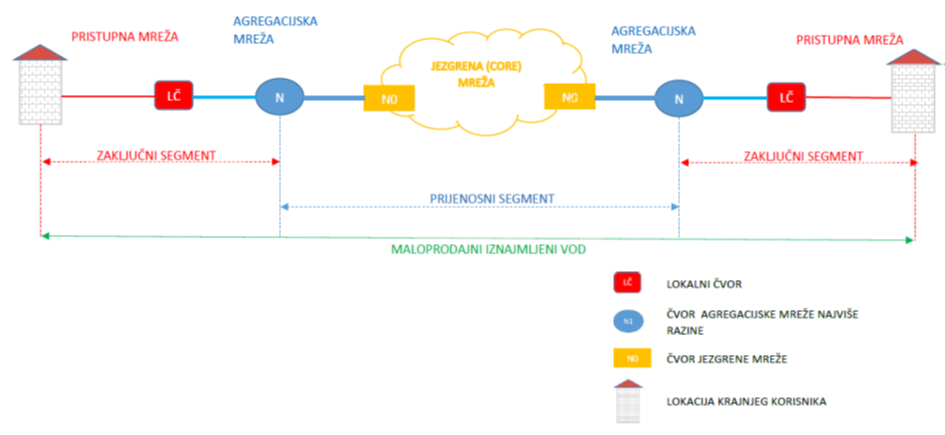 PRISTUPNA MREŽA
AGREGACIJSKA
MREŽA
JEZGRENA (CORE)
MREŽA
AGREGACIJSKA
MREŽA
PRISTUPNA MREŽA
LČ
N
N0
N0
N
LČ
ZAKLJUČNI SEGMENT
ZAKLJUČNI SEGMENT
PRIJENOSNI SEGMENT
MALOPRODAJNI IZNAJMLJENI VOD
LČ
LOKALNI ČVOR
N1
ČVOR AGREGACIJSKE MREŽE NAJVIŠE
RAZINE
N0
ČVOR JEZGRENE MREŽE
LOKACIJA KRAJNJEG KORISNIKA